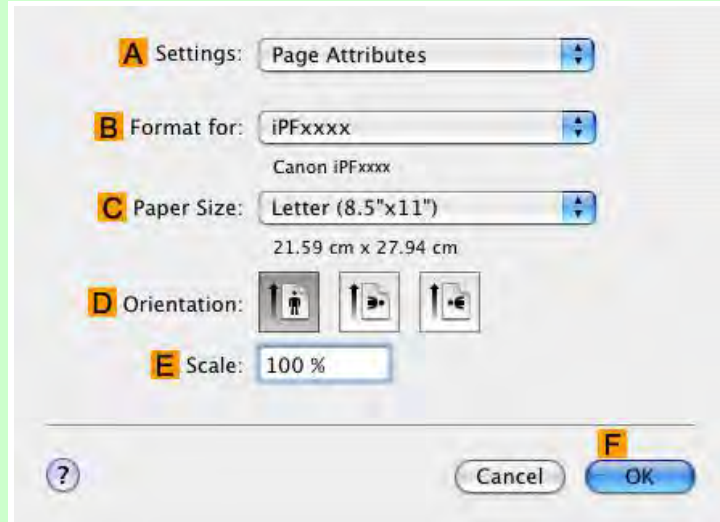 A Settings: Page Attributes
B Format for: iPFxxxx
Canon iPFxxxx
C Paper Size: Letter (8.5"x11")
21.59 cm x 27.94 cm
D Orientation:
E Scale: 100 %
F
? Cancel OK